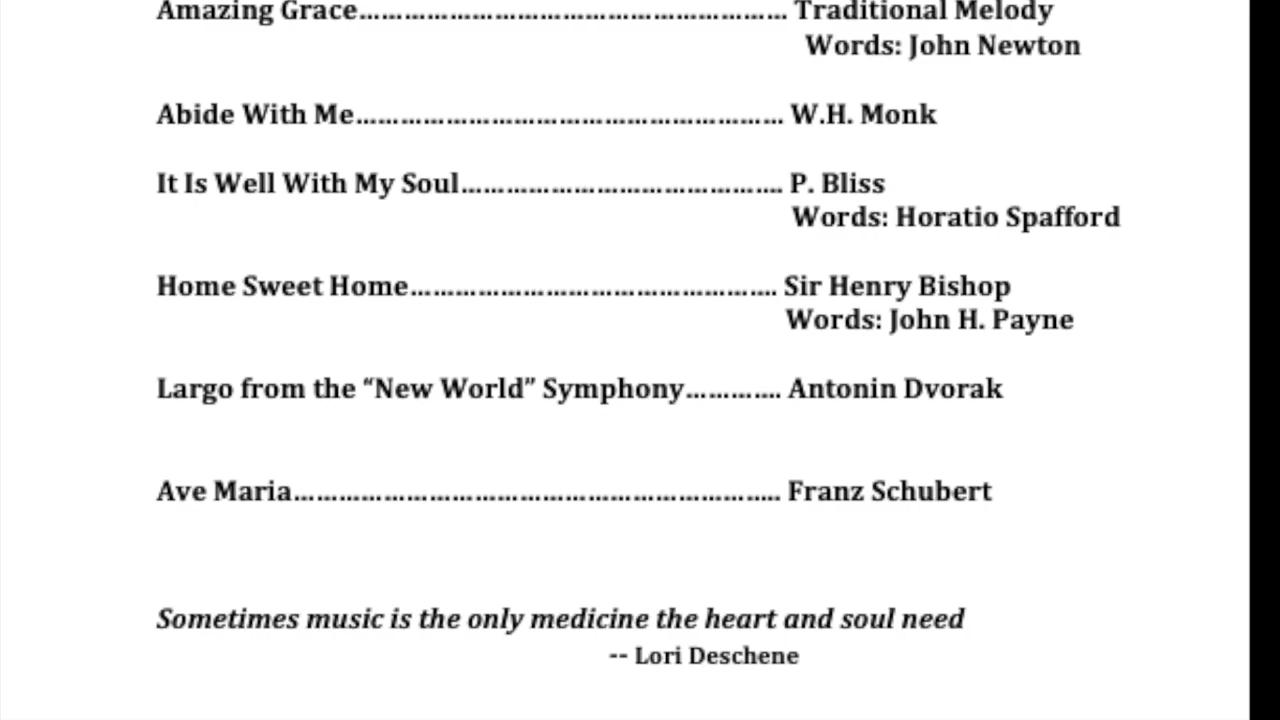 Amazing Grace……………………………………………….. Traditional Melody
Words: John Newton
Abide With Me……………………………………………….. W.H. Monk
It Is Well With My Soul……………………………………. P. Bliss
Words: Horatio Spafford
Home Sweet Home…………………………………………. Sir Henry Bishop
Words: John H. Payne
Largo from the “New World” Symphony…………. Antonin Dvorak
Ave Maria……………………………………………………….. Franz Schubert
Sometimes music is the only medicine the heart and soul need
-- Lori Deschene